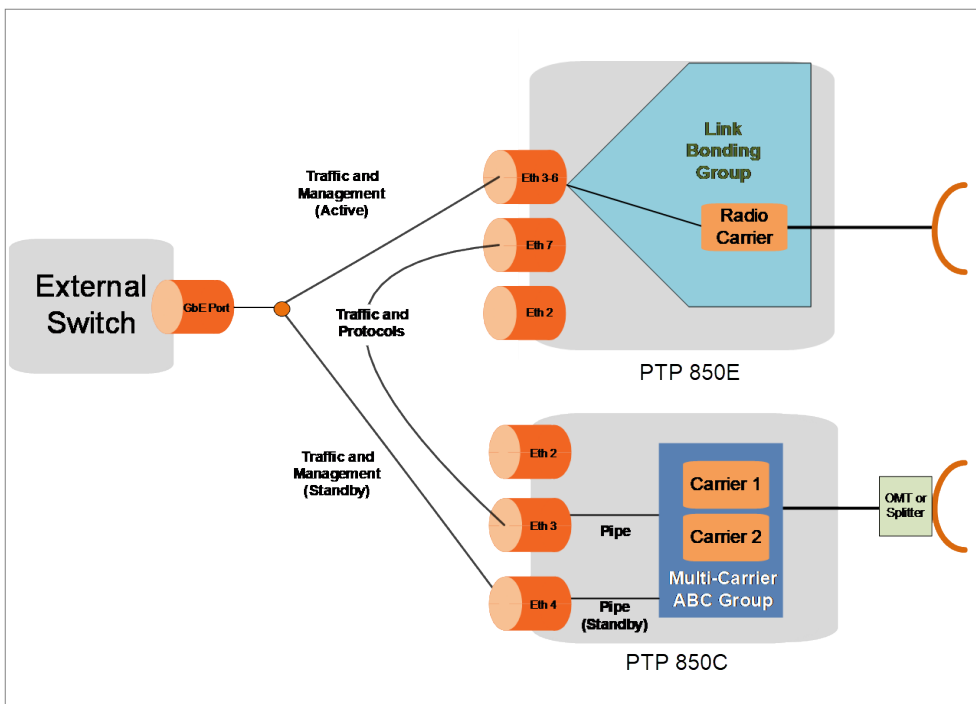 Link
Bonding
Group
Traffic and
Management
(Active)
Eth 3-6
Radio
Carrier
Eth 7
External
Switch
GbE Port
Traffic and
Protocols
Eth 2
PTP 850E
Eth 2
Traffic and
Management
(Standby)
Carrier 1
OMT or
Splitter
Eth 3
Pipe
Carrier 2
Multi-Carrier
ABC Group
Eth 4
Pipe
(Standby)
PTP 850C